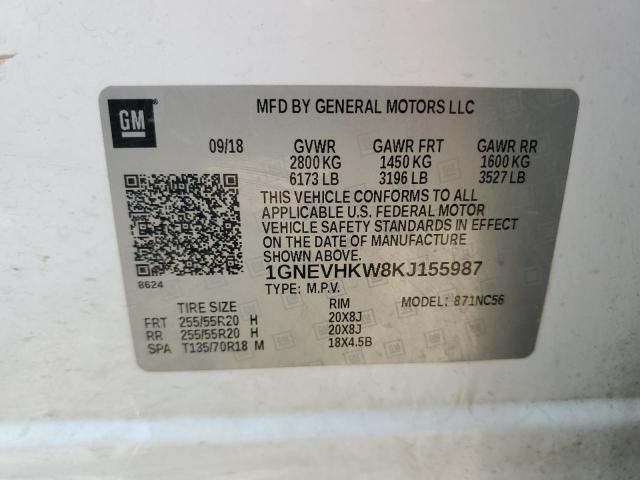 GM ® MFD BY GENERAL MOTORS LLC
09/18 GVWR GAWR FRT GAWR RR
2800 KG 1450 KG 1600 KG
6173 LB 3196 LB 3527 LB
THIS VEHICLE CONFORMS TO ALL
APPLICABLE U.S. FEDERAL MOTOR
VEHICLE SAFETY STANDARDS IN EFFECT
ON THE DATE OF MANUFACTURE
SHOWN ABOVE.
1GNEVHKW8KJ155987
8624
TYPE: M.P.V. MODEL: 871NC56
TIRE SIZE RIM
FRT 255/55R20 H 20X8J
RR 255/55R20 H 20X8J
SPA T135/70R18 M 18X4.5B